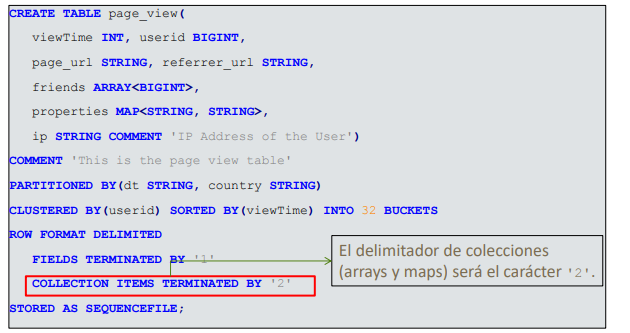 CREATE TABLE page_view(
viewTime INT, userid BIGINT,
page_url STRING, referrer_url STRING,
friends ARRAY<BIGINT>,
properties MAP<STRING, STRING>,
ip STRING COMMENT 'IP Address of the User')
COMMENT 'This is the page view table'
PARTITIONED BY(dt STRING, country STRING)
CLUSTERED BY(userid) SORTED BY(viewTime) INTO 32 BUCKETS
ROW FORMAT DELIMITED
FIELDS TERMINATED BY '1'
COLLECTION ITEMS TERMINATED BY '2'
STORED AS SEQUENCEFILE;
El delimitador de colecciones
(arrays y maps) será el carácter '2'.